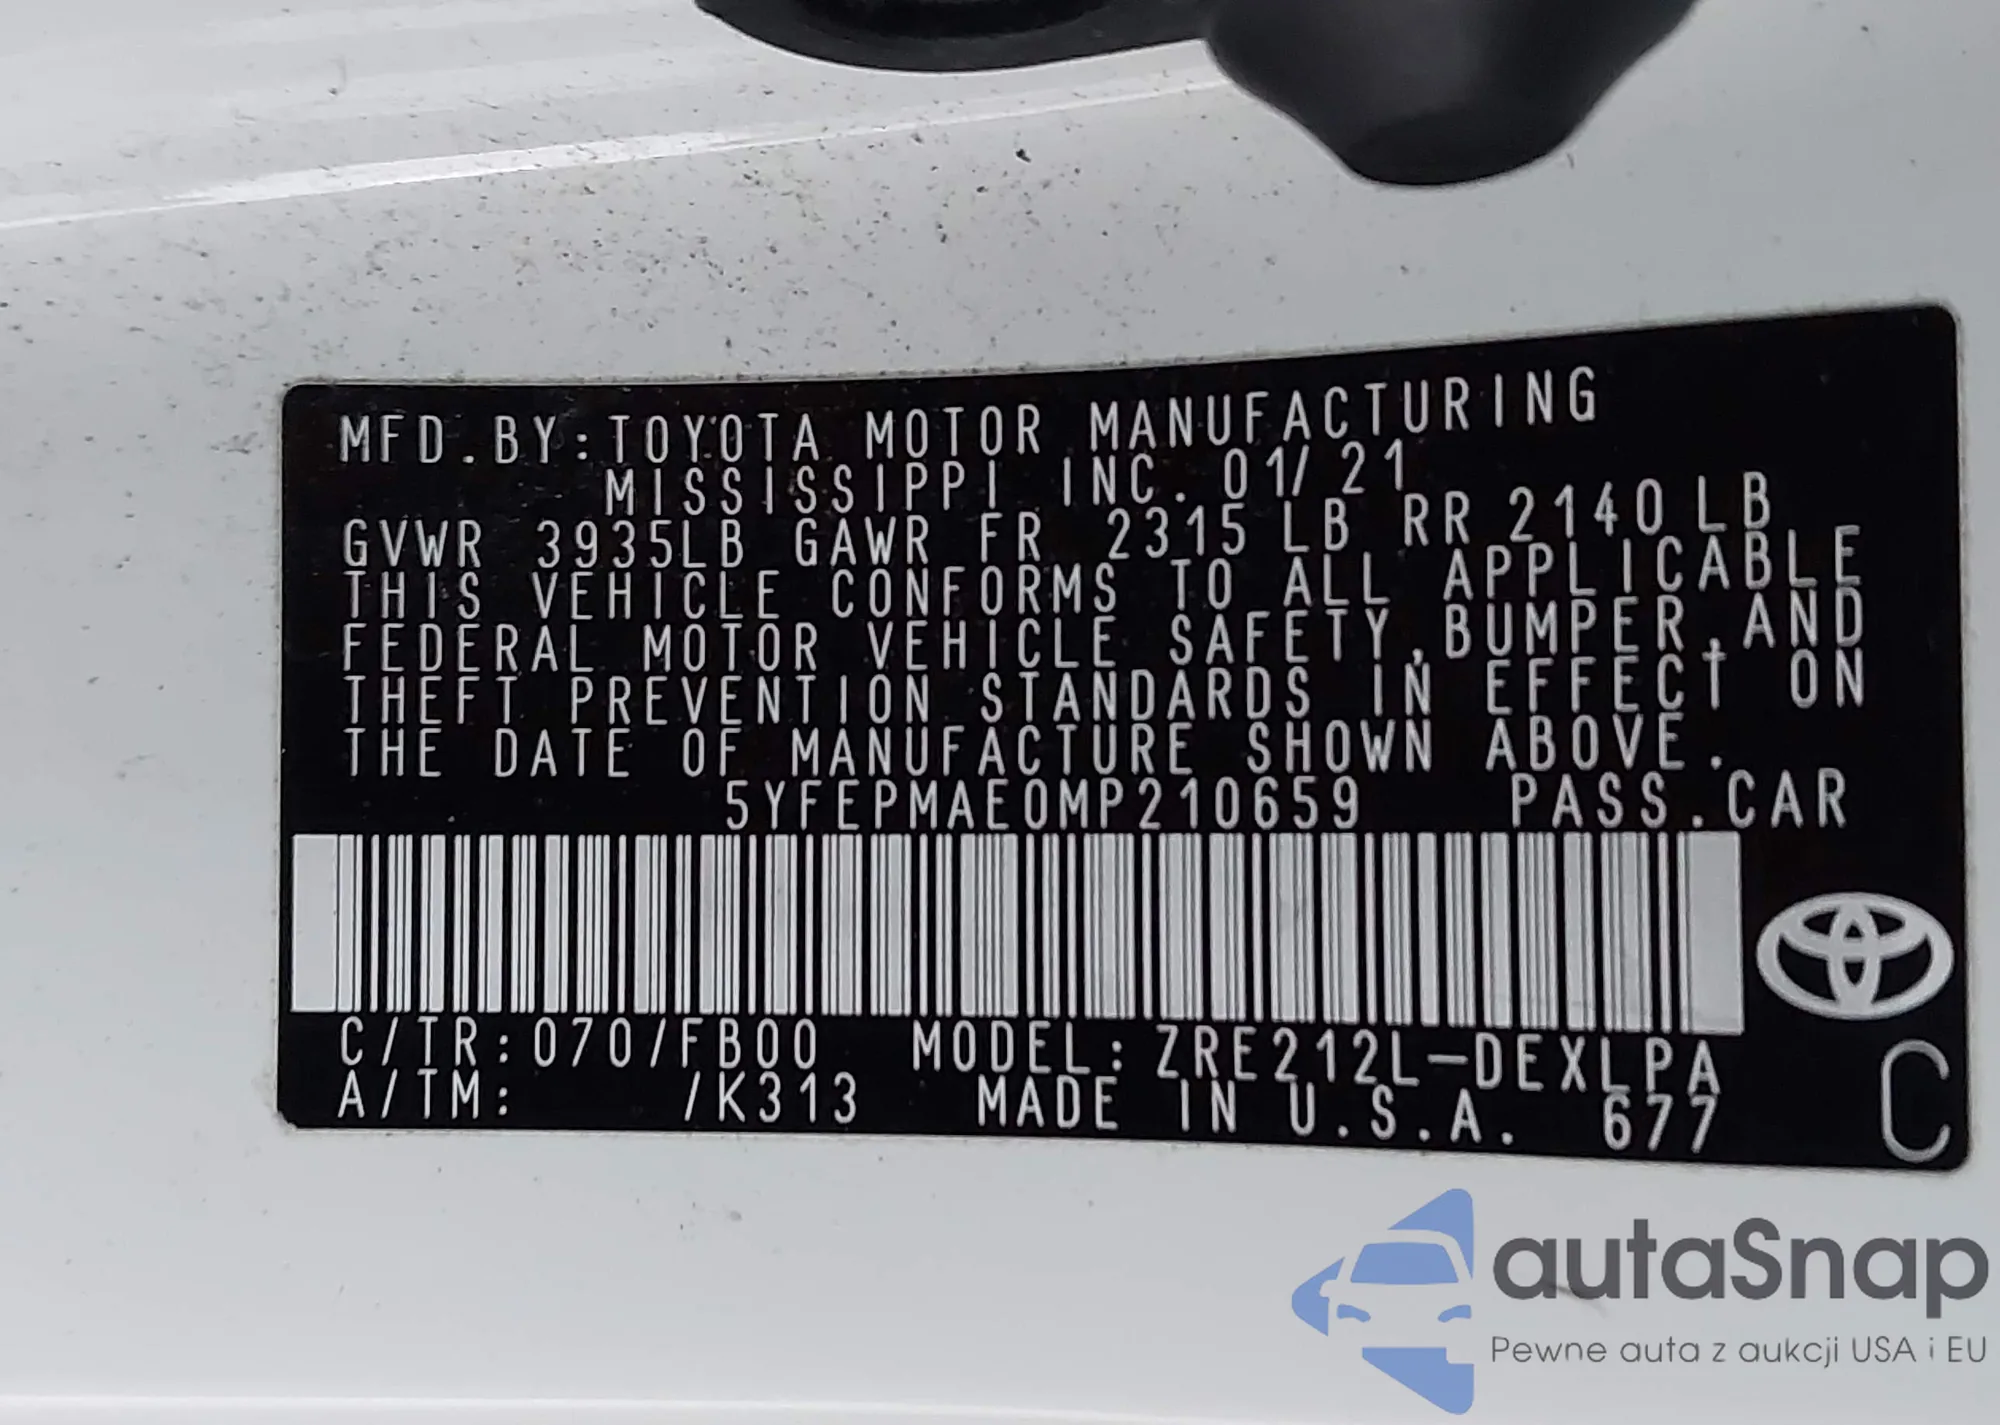 MFD.BY:TOYOTA MOTOR MANUFACTURING
MISSISSIPPI INC. 01/21
GVWR 3935LB GAWR FR 2315 LB RR 2140 LB
THIS VEHICLE CONFORMS TO ALL APPLICABLE
FEDERAL MOTOR VEHICLE SAFETY,BUMPER,AND
THEFT PREVENTION STANDARDS IN EFFECT ON
THE DATE OF MANUFACTURE SHOWN ABOVE.
5YFEPMAE0MP210659 PASS.CAR
C/TR:070/FB00 MODEL:ZRE212L-DEXLPA
A/TM: /K313 MADE IN U.S.A. 677
C
autaSnap
Pewne auta z aukcji USA i EU